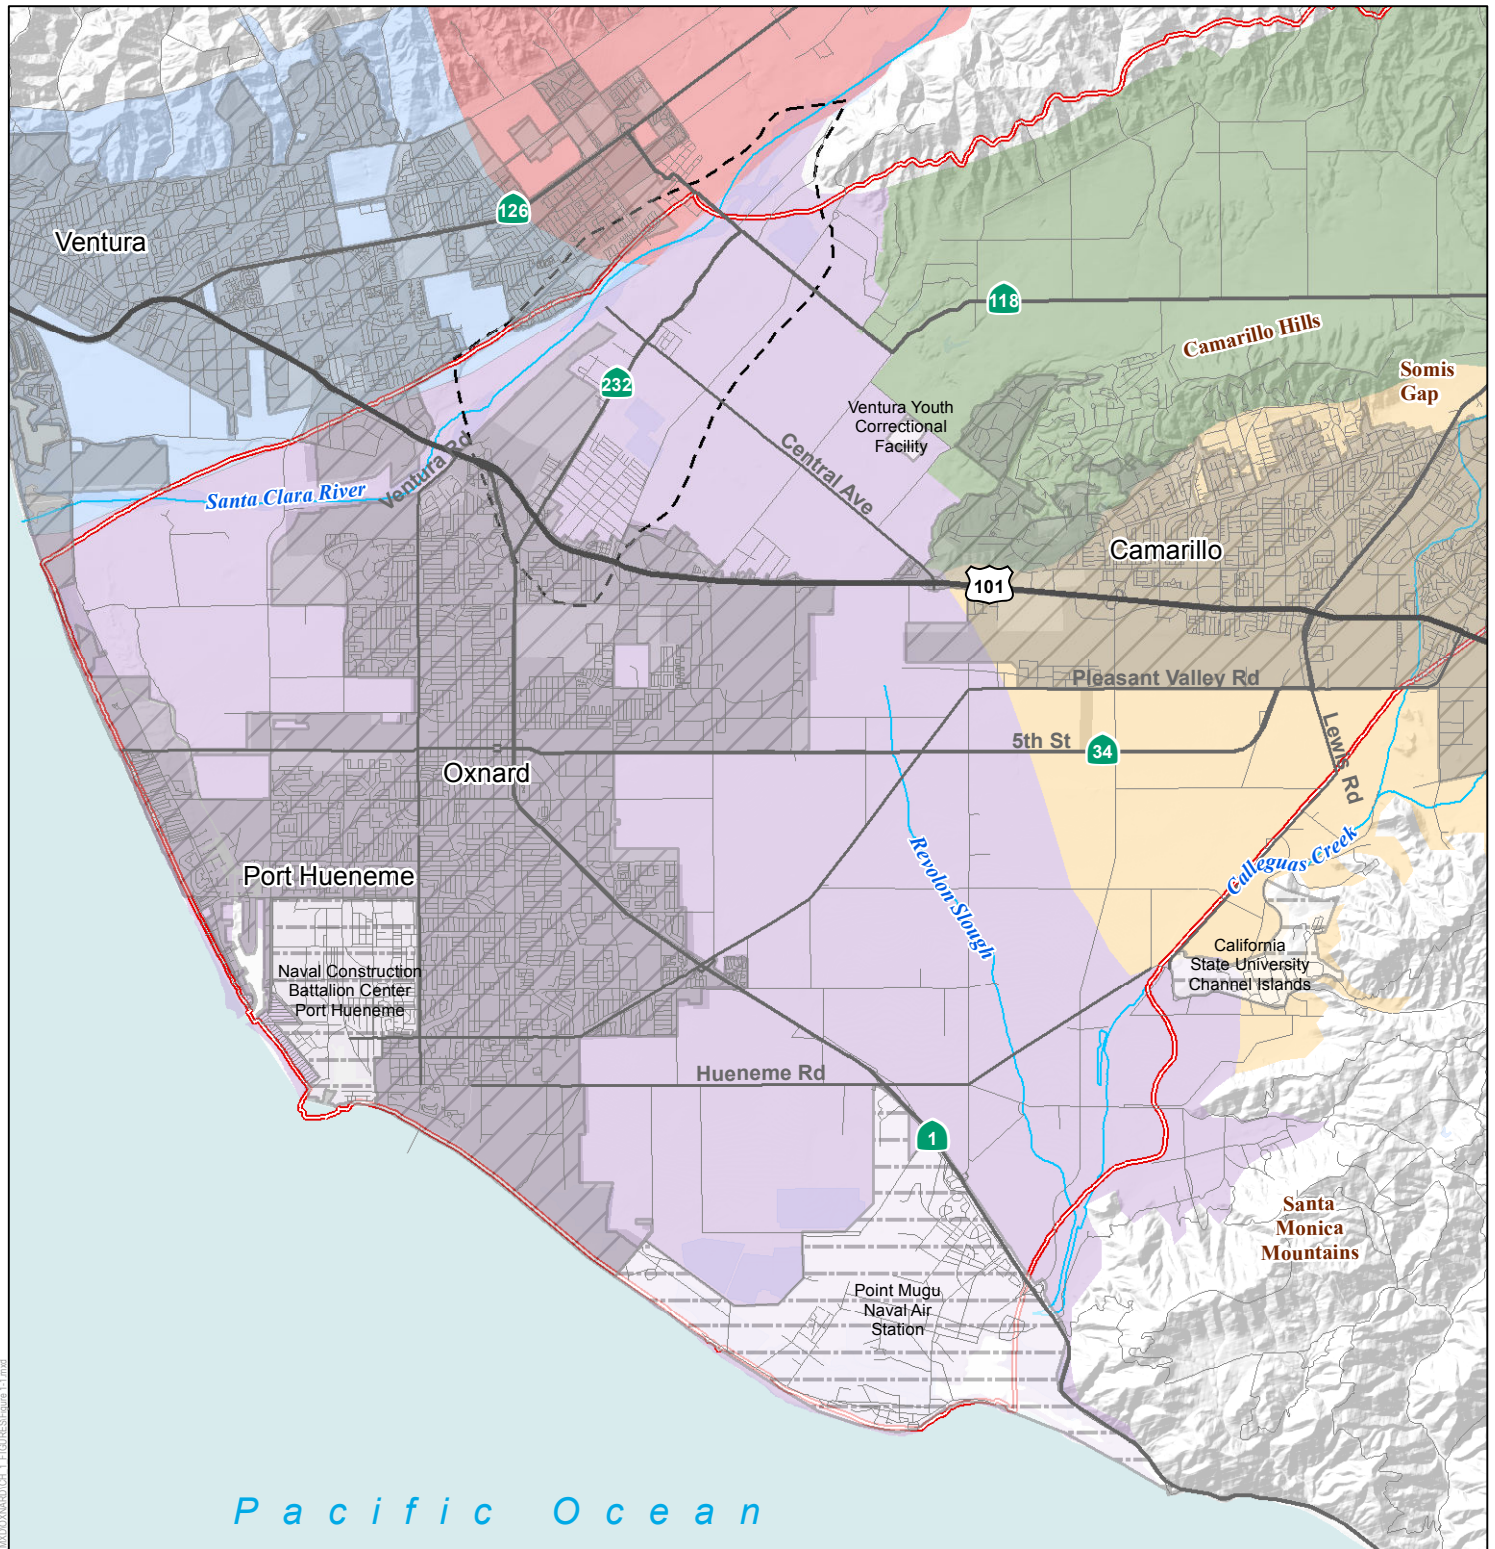 126
Ventura
118
Camarillo Hills
Somis
Gap
232
Ventura Youth
Correctional
Facility
Central Ave
Ventura Rd
Santa Clara River
Camarillo
101
Pleasant Valley Rd
5th St
34
Lewis Rd
Oxnard
Port Hueneme
Revolon Slough
Calleguas Creek
California
State University
Channel Islands
Naval Construction
Battalion Center
Port Hueneme
Hueneme Rd
1
Santa
Monica
Mountains
Point Mugu
Naval Air
Station
Pacific Ocean